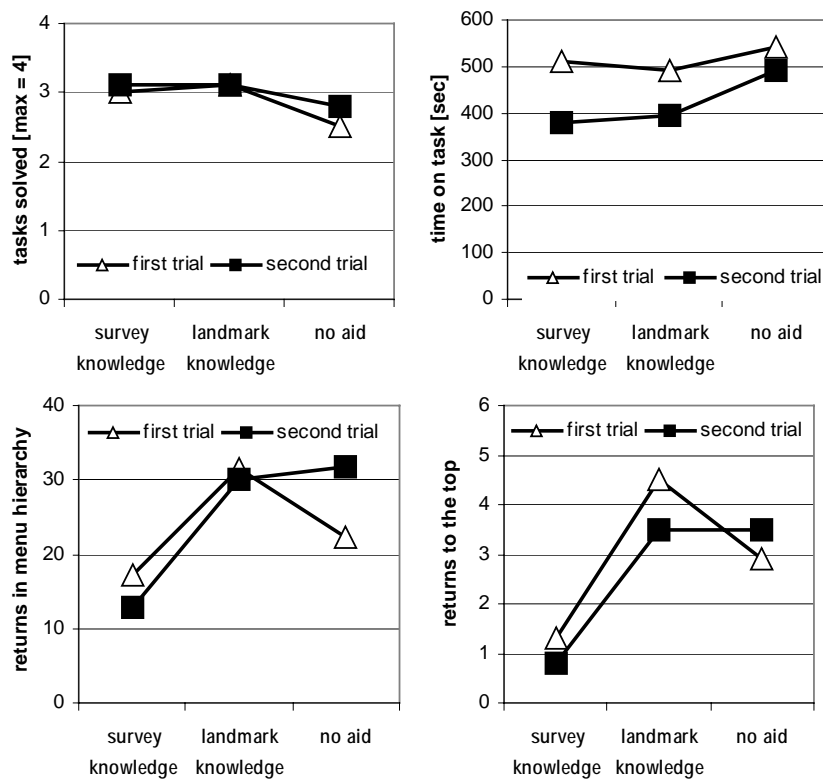 tasks solved [max = 4]
4
3
2
1
0
first trial
second trial
survey
knowledge
landmark
knowledge
no aid
time on task [sec]
600
500
400
300
200
100
0
first trial
second trial
survey
knowledge
landmark
knowledge
no aid
returns in menu hierarchy
40
30
20
10
0
first trial
second trial
survey
knowledge
landmark
knowledge
no aid
returns to the top
6
5
4
3
2
1
0
first trial
second trial
survey
knowledge
landmark
knowledge
no aid